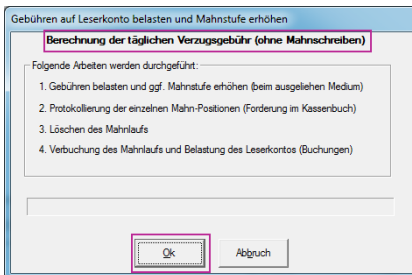 Gebühren auf Leserkonto belasten und Mahnstufe erhöhen
Berechnung der täglichen Verzugsgebühr (ohne Mahnschreiben)
Folgende Arbeiten werden durchgeführt:
1. Gebühren belasten und ggf. Mahnstufe erhöhen (beim ausgeliehen Medium)
2. Protokollierung der einzelnen Mahn-Positionen (Forderung im Kassenbuch)
3. Löschen des Mahnlaufs
4. Verbuchung des Mahnlaufs und Belastung des Leserkontos (Buchungen)
Ok Abbruch